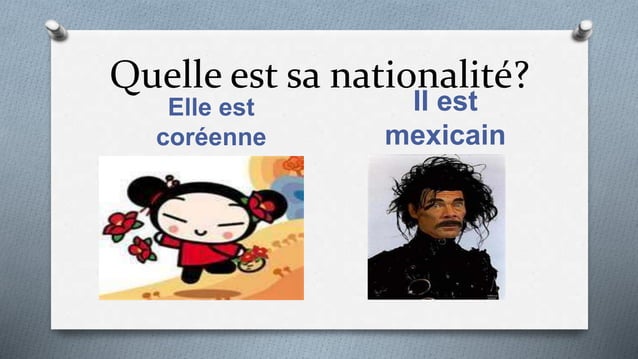 Quelle est sa nationalité?
Elle est
coréenne
Il est
mexicain